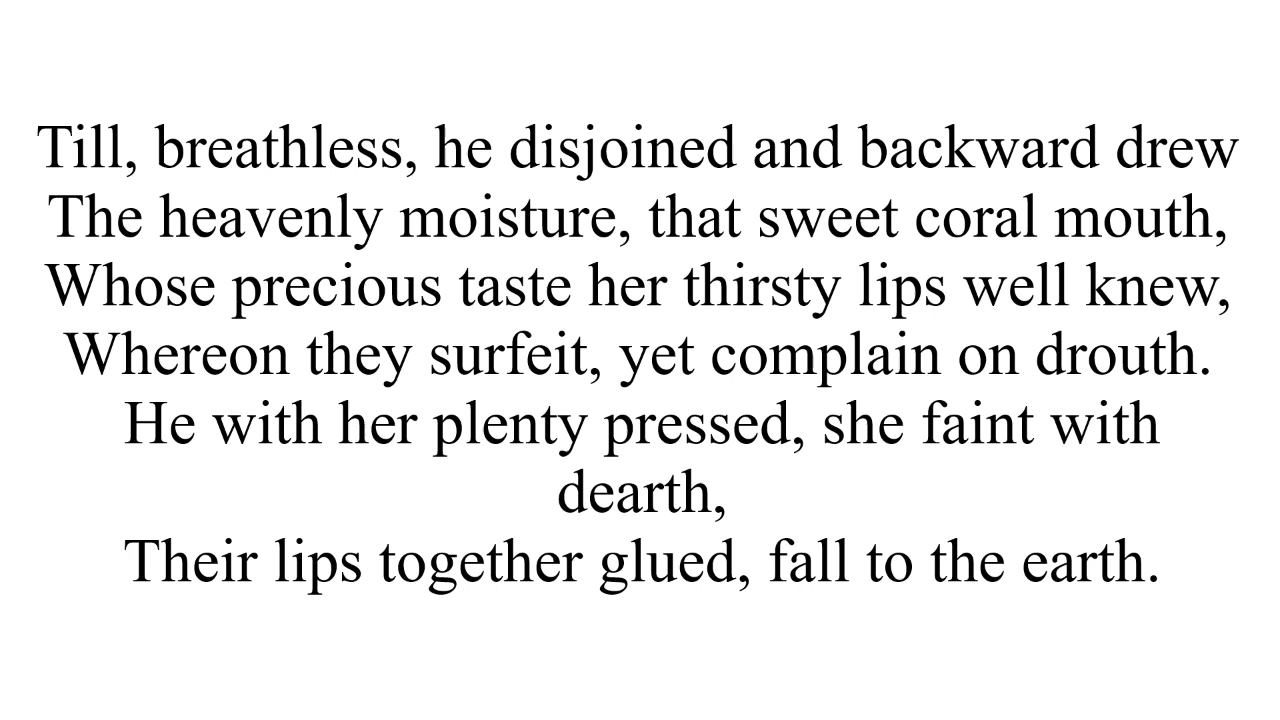 Till, breathless, he disjoined and backward drew
The heavenly moisture, that sweet coral mouth,
Whose precious taste her thirsty lips well knew,
Whereon they surfeit, yet complain on drouth.
He with her plenty pressed, she faint with
dearth,
Their lips together glued, fall to the earth.